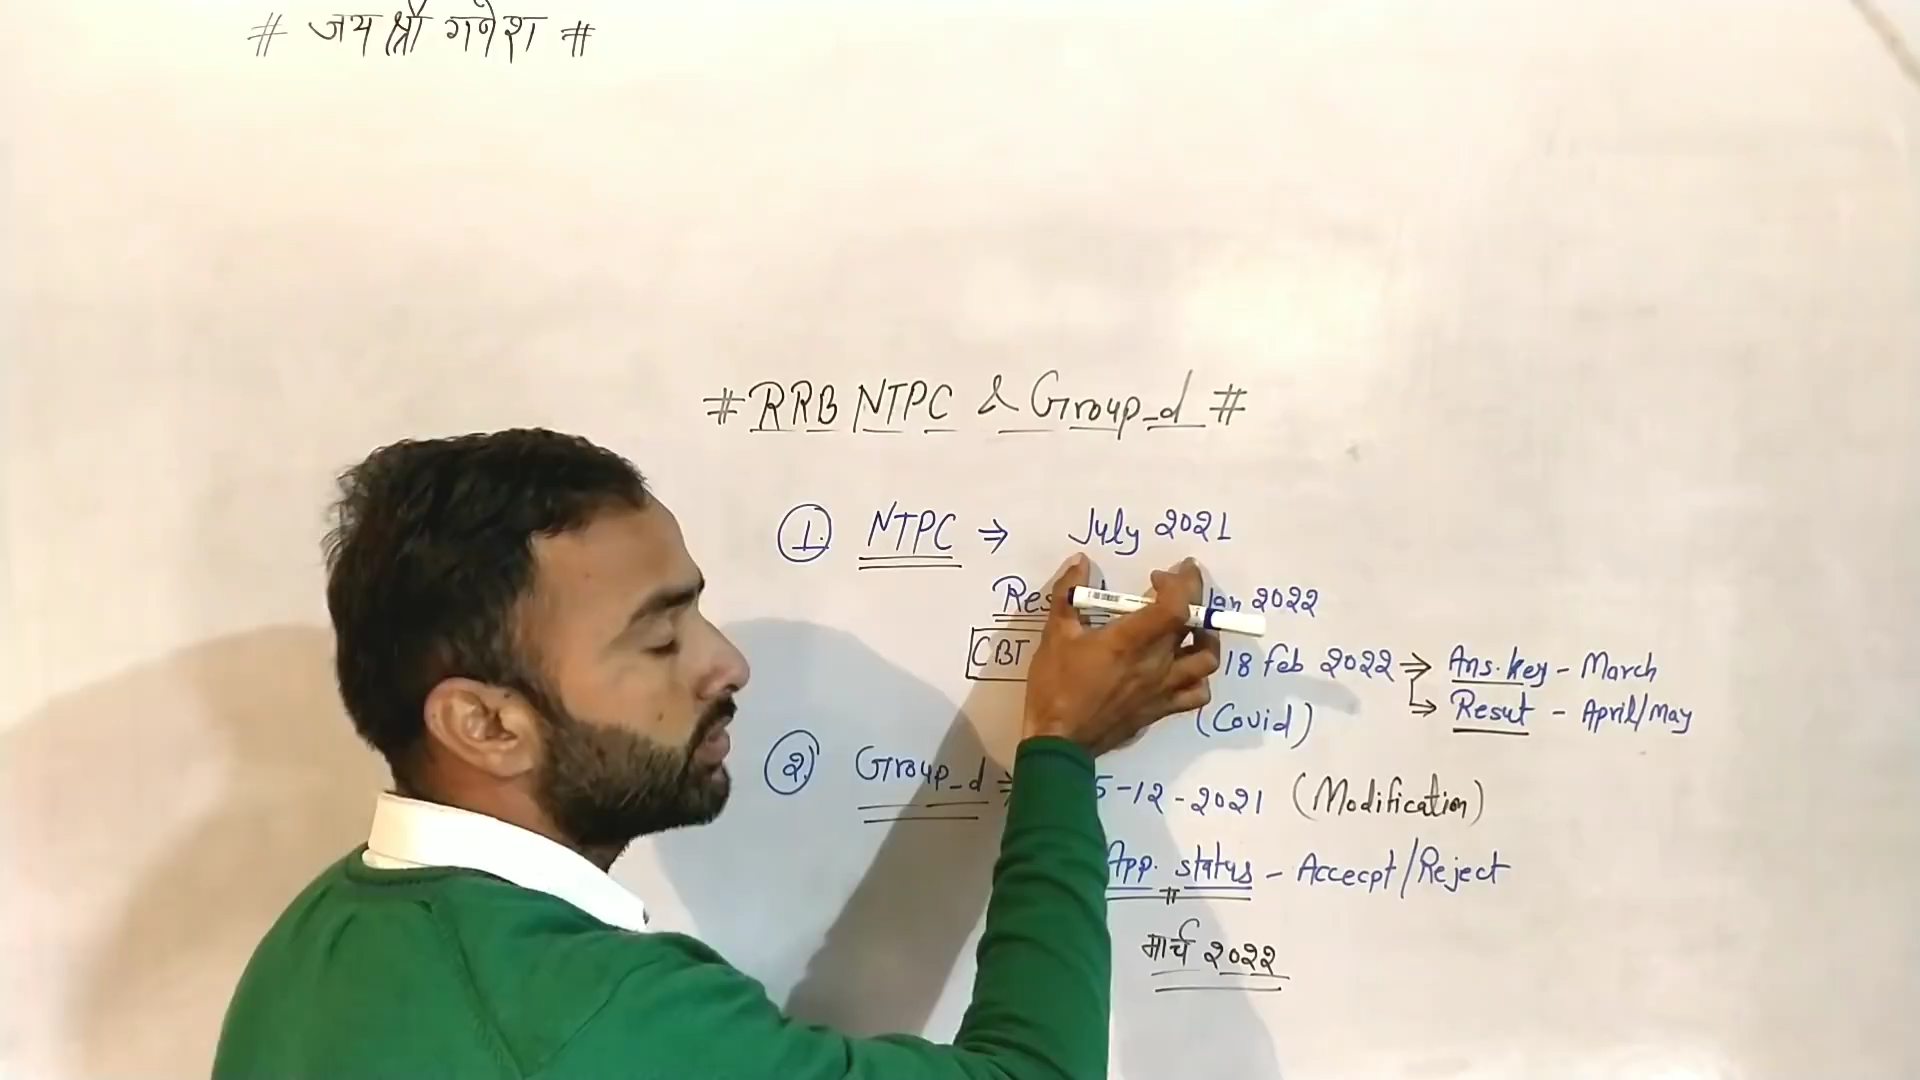 # जय श्री गणेश #
# RRB NTPC & Group_d #
1. NTPC ⇒ July 2021
Jan 2022
CBT 18 Feb 2022 ⇒ Ans. key - March
→ Resut - April/May
(Covid)
2. Group_d ⇒ 5-12-2021 (Modification)
App. status - Accecpt/Reject
मार्च 2022